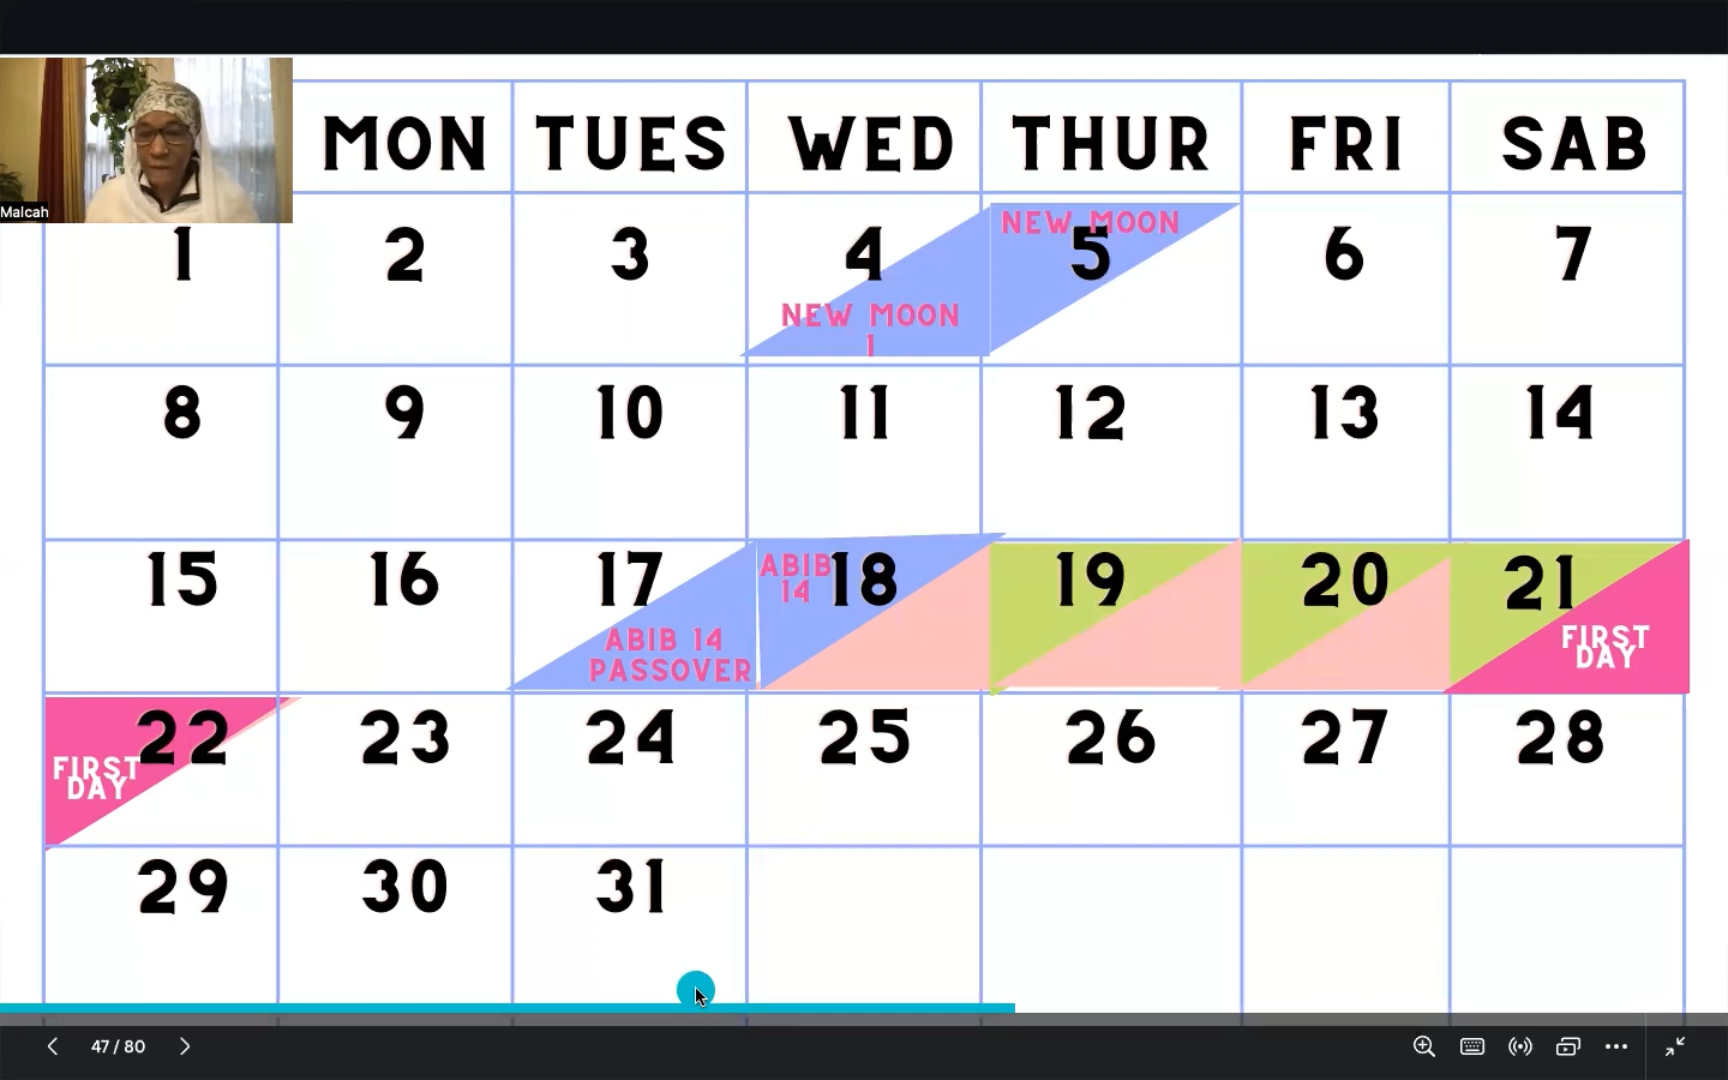 MON TUES WED THUR FRI SAB
Malcah
NEW MOON
1 2 3 4 5 6 7
NEW MOON
1
8 9 10 11 12 13 14
15 16 17 ABIB 14 18 19 20 21
ABIB 14
PASSOVER
FIRST
DAY
22 23 24 25 26 27 28
FIRST
DAY
29 30 31
47 / 80